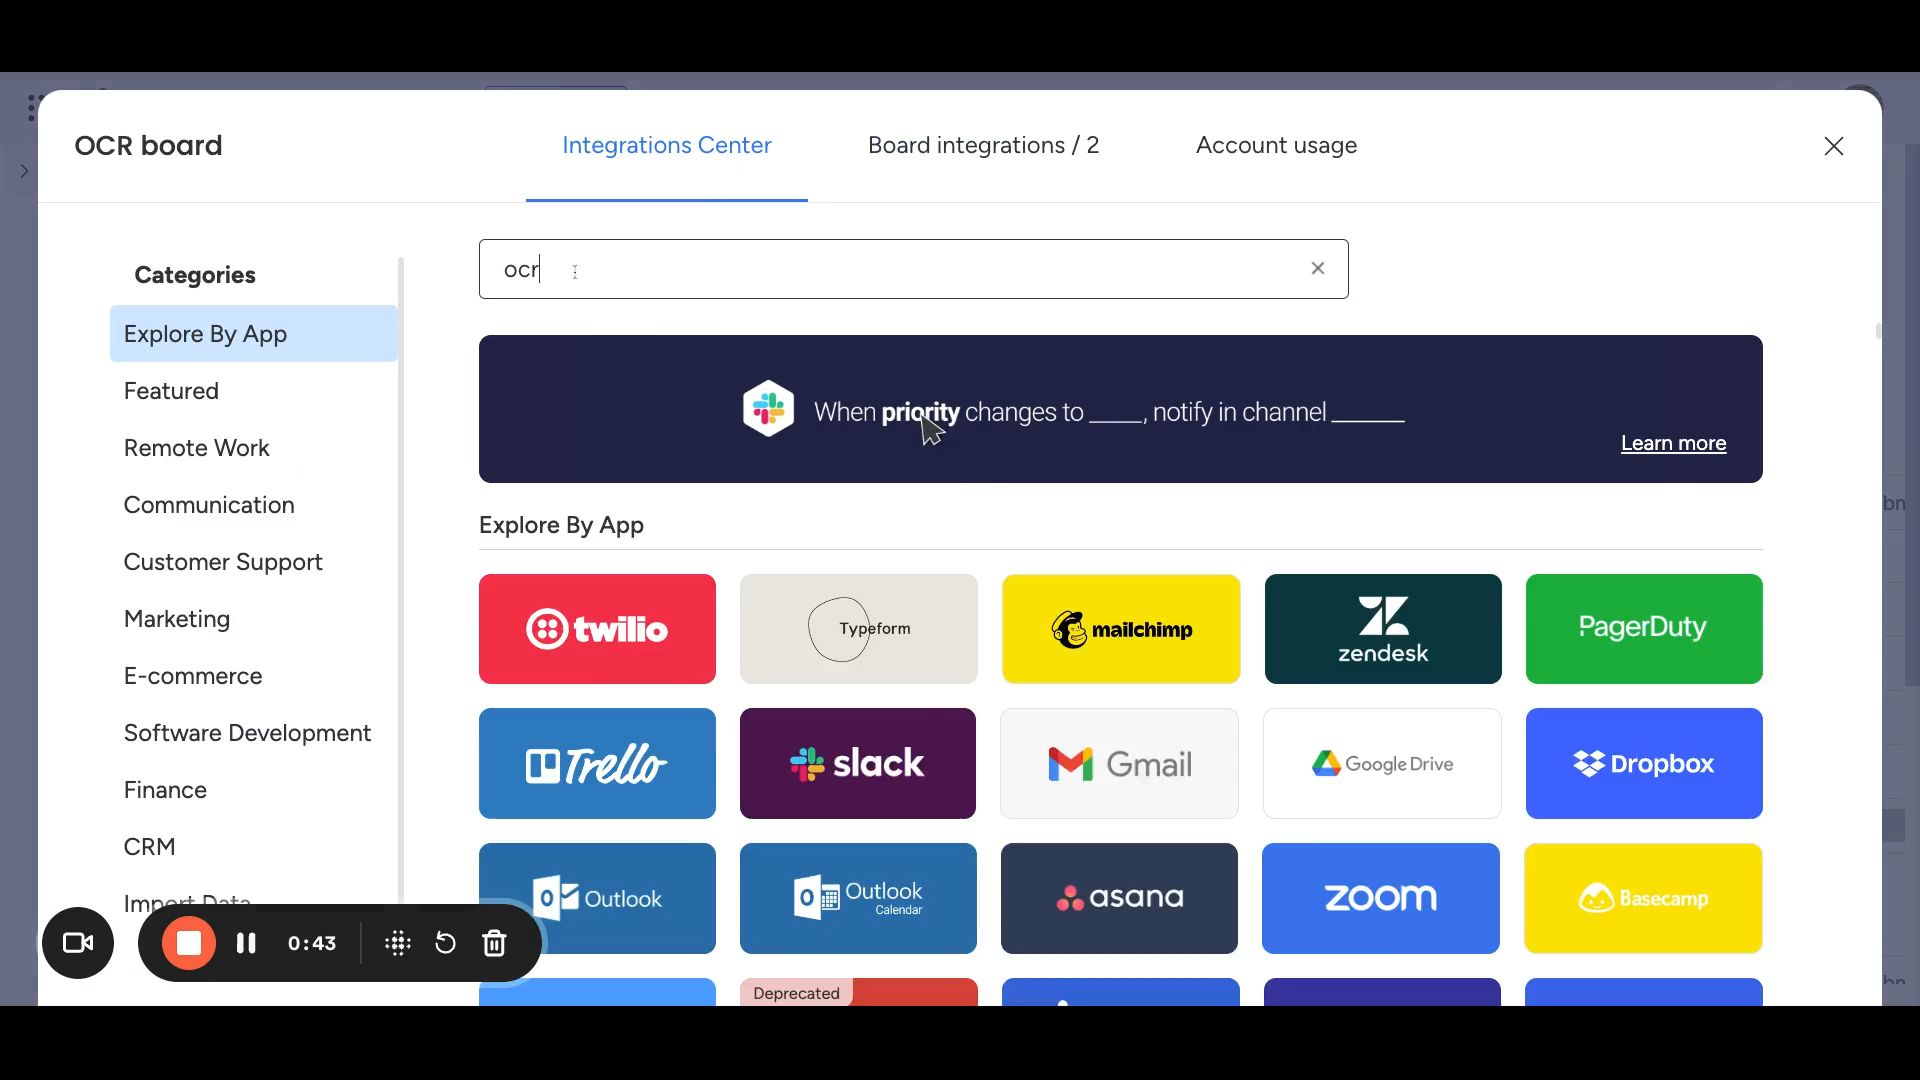 OCR board
Integrations Center
Board integrations / 2
Account usage
Categories
Explore By App
Featured
Remote Work
Communication
Customer Support
Marketing
E-commerce
Software Development
Finance
CRM
Import Data
ocr
When priority changes to ____, notify in channel ______
Learn more
Explore By App
twilio
Typeform
mailchimp
zendesk
PagerDuty
Trello
slack
Gmail
Google Drive
Dropbox
Outlook
Outlook
Calendar
asana
zoom
Basecamp
Deprecated
0:43